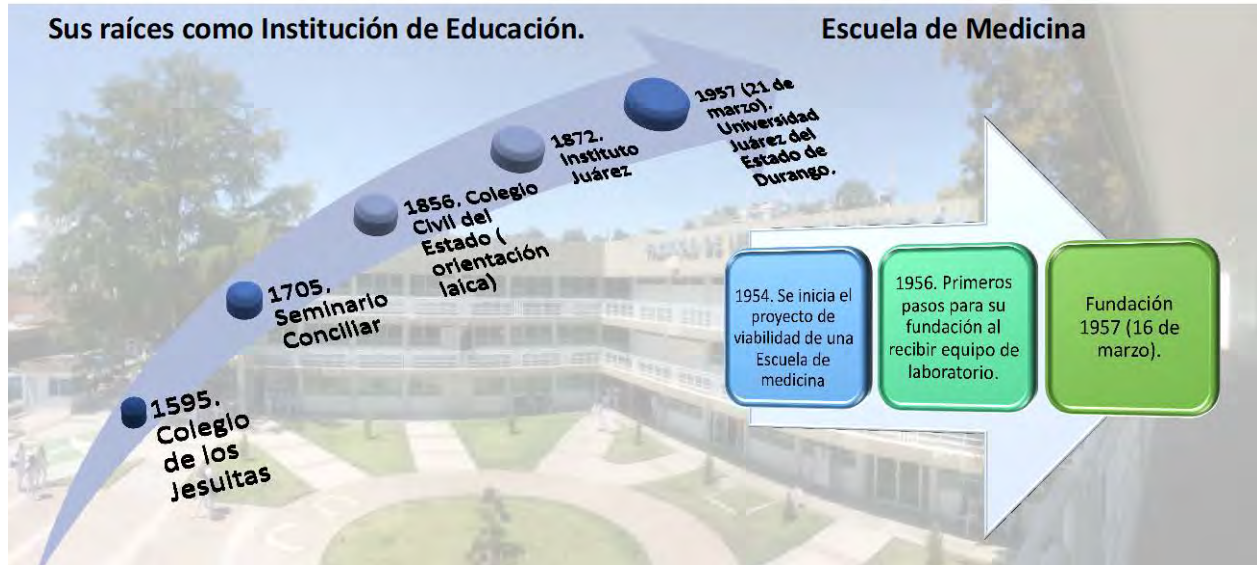 Sus raíces como Institución de Educación.
Escuela de Medicina
1595.
Colegio
de los
Jesuitas
1705.
Seminario
Conciliar
1856. Colegio
Civil del
Estado (
orientación
laica)
1872.
Instituto
Juárez
1957 (21 de
marzo).
Universidad
Juárez del
Estado de
Durango.
1954. Se inicia el
proyecto de
viabilidad de una
Escuela de
medicina
1956. Primeros
pasos para su
fundación al
recibir equipo de
laboratorio.
Fundación
1957 (16 de
marzo).